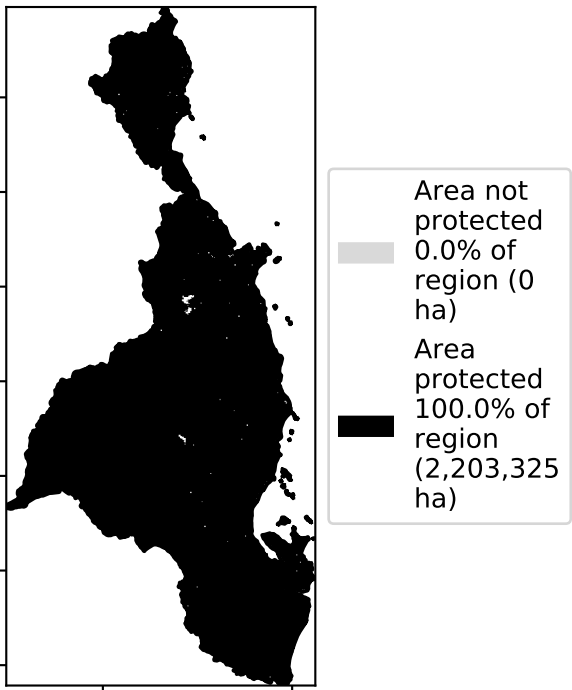 Area not
protected
0.0% of
region (0
ha)
Area
protected
100.0% of
region
(2,203,325
ha)